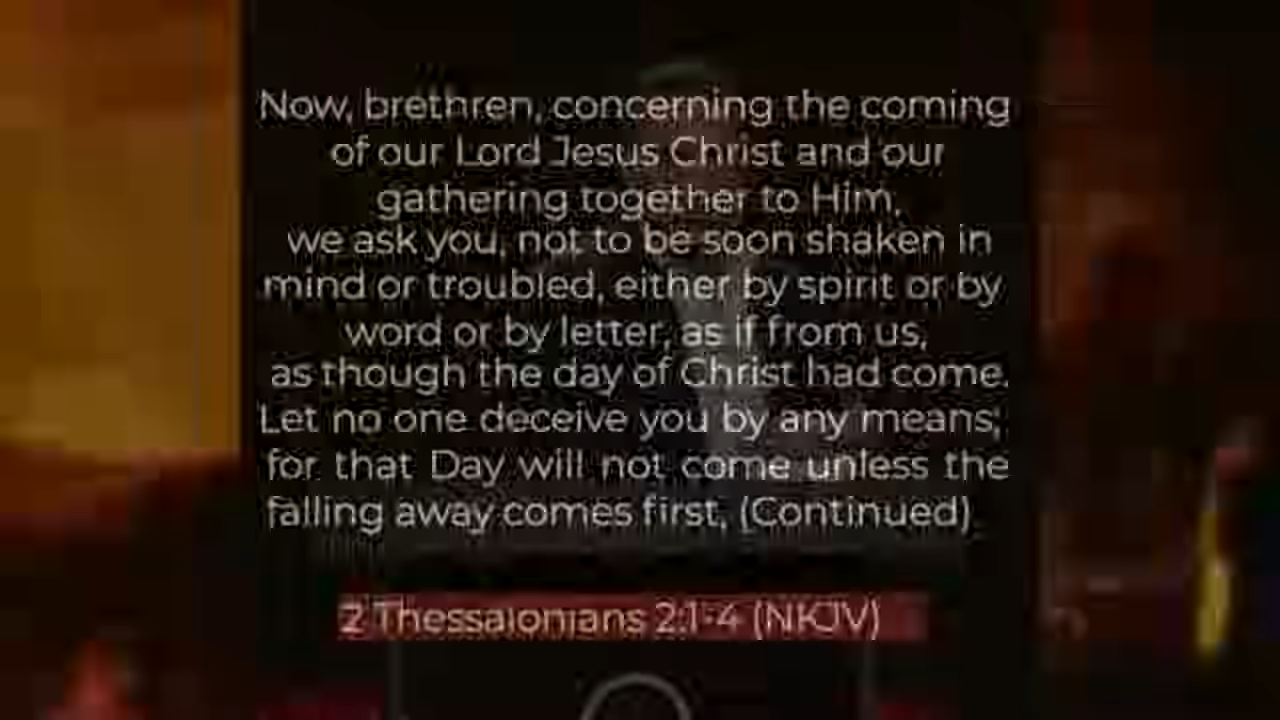 Now, brethren, concerning the coming
of our Lord Jesus Christ and our
gathering together to Him,
we ask you, not to be soon shaken in
mind or troubled, either by spirit or by
word or by letter, as if from us,
as though the day of Christ had come.
Let no one deceive you by any means;
for that Day will not come unless the
falling away comes first, (Continued)
2 Thessalonians 2:1-4 (NKJV)